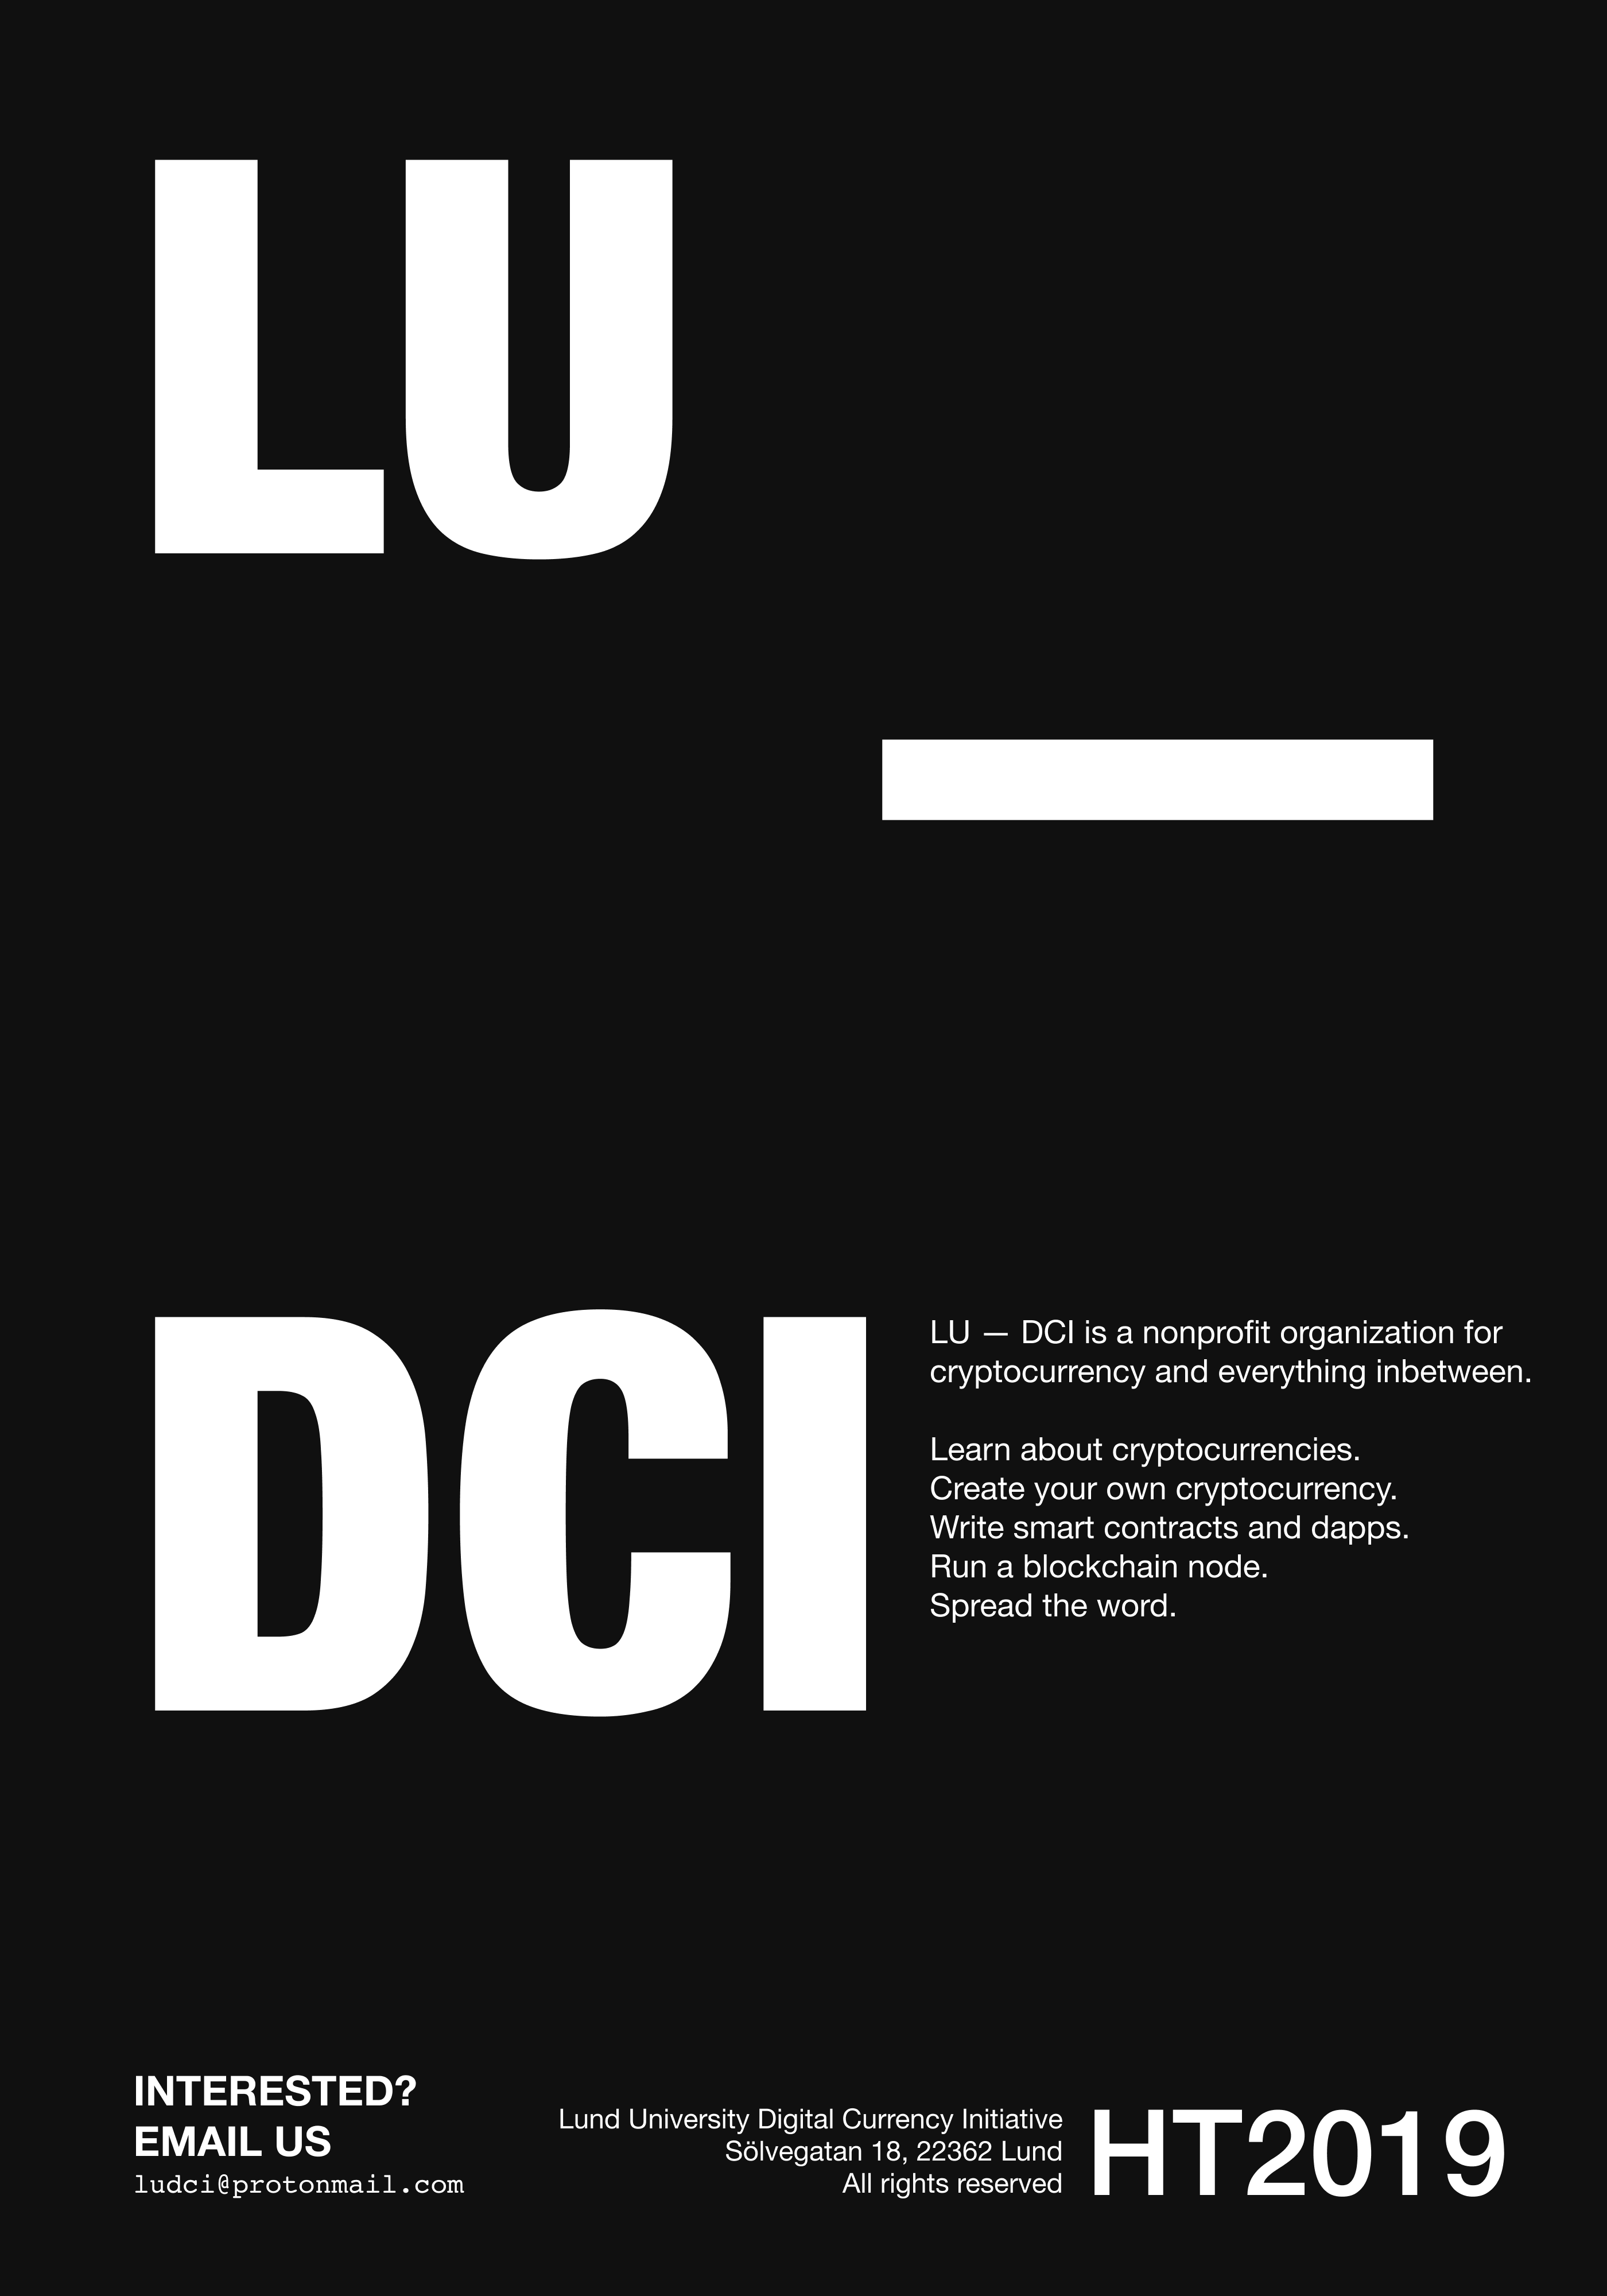 LU
—
DCI
LU — DCI is a nonprofit organization for
cryptocurrency and everything inbetween.
Learn about cryptocurrencies.
Create your own cryptocurrency.
Write smart contracts and dapps.
Run a blockchain node.
Spread the word.
INTERESTED?
EMAIL US
ludci@protonmail.com
Lund University Digital Currency Initiative
Sölvegatan 18, 22362 Lund
All rights reserved
HT2019